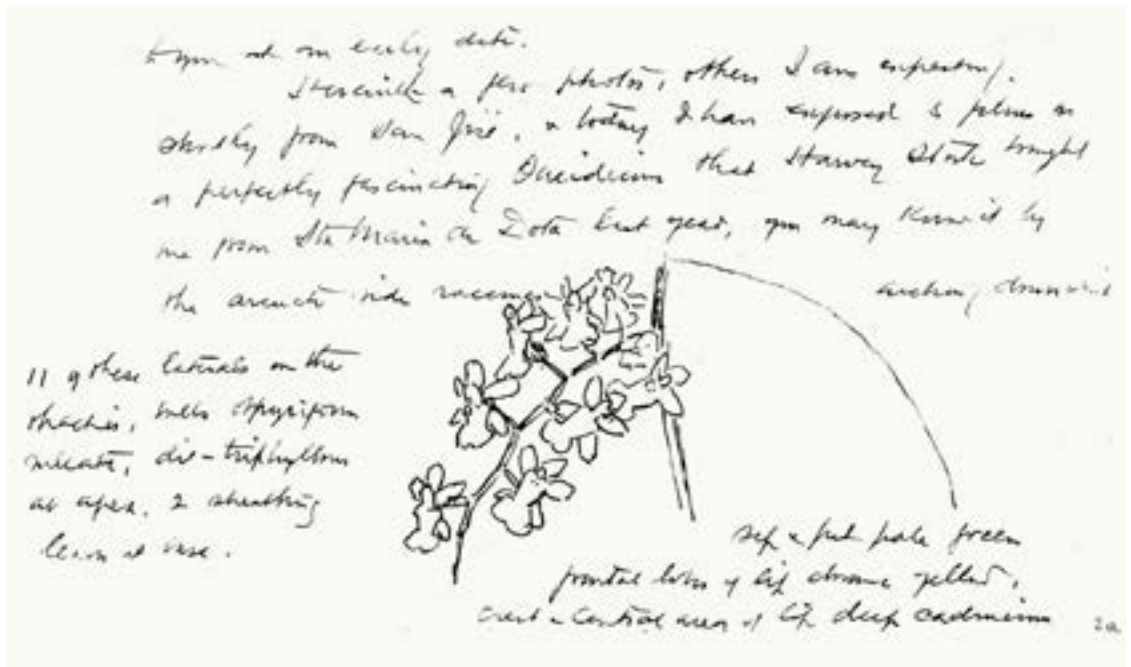 to you at an early date.
Herewith a few photos, others I am expecting
shortly from San José, & today I have exposed 2 films on
a perfectly fascinating Oncidium that Harvey Stork brought
me from Sta Maria de Dota last year, you may know it by
the arcuate side racemes
arching downward
11 of these laterals on the
rhachis, bulbs
sulcate, di-triphyllous
at apex, 2 sheathing
leaves at base.
sep & pet pale green
frontal lobe of lip chrome yellow,
crest & central area of lip deep cadmium
2a